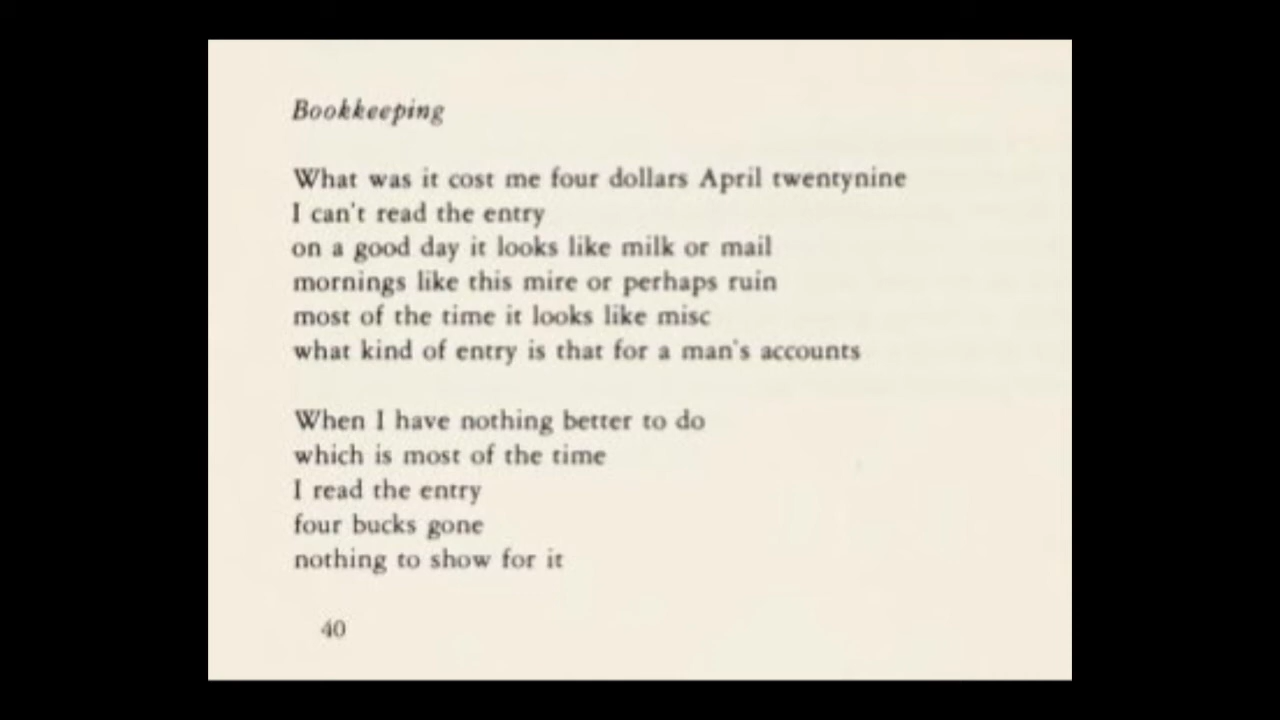 Bookkeeping
What was it cost me four dollars April twentynine
I can't read the entry
on a good day it looks like milk or mail
mornings like this mire or perhaps ruin
most of the time it looks like misc
what kind of entry is that for a man's accounts
When I have nothing better to do
which is most of the time
I read the entry
four bucks gone
nothing to show for it
40